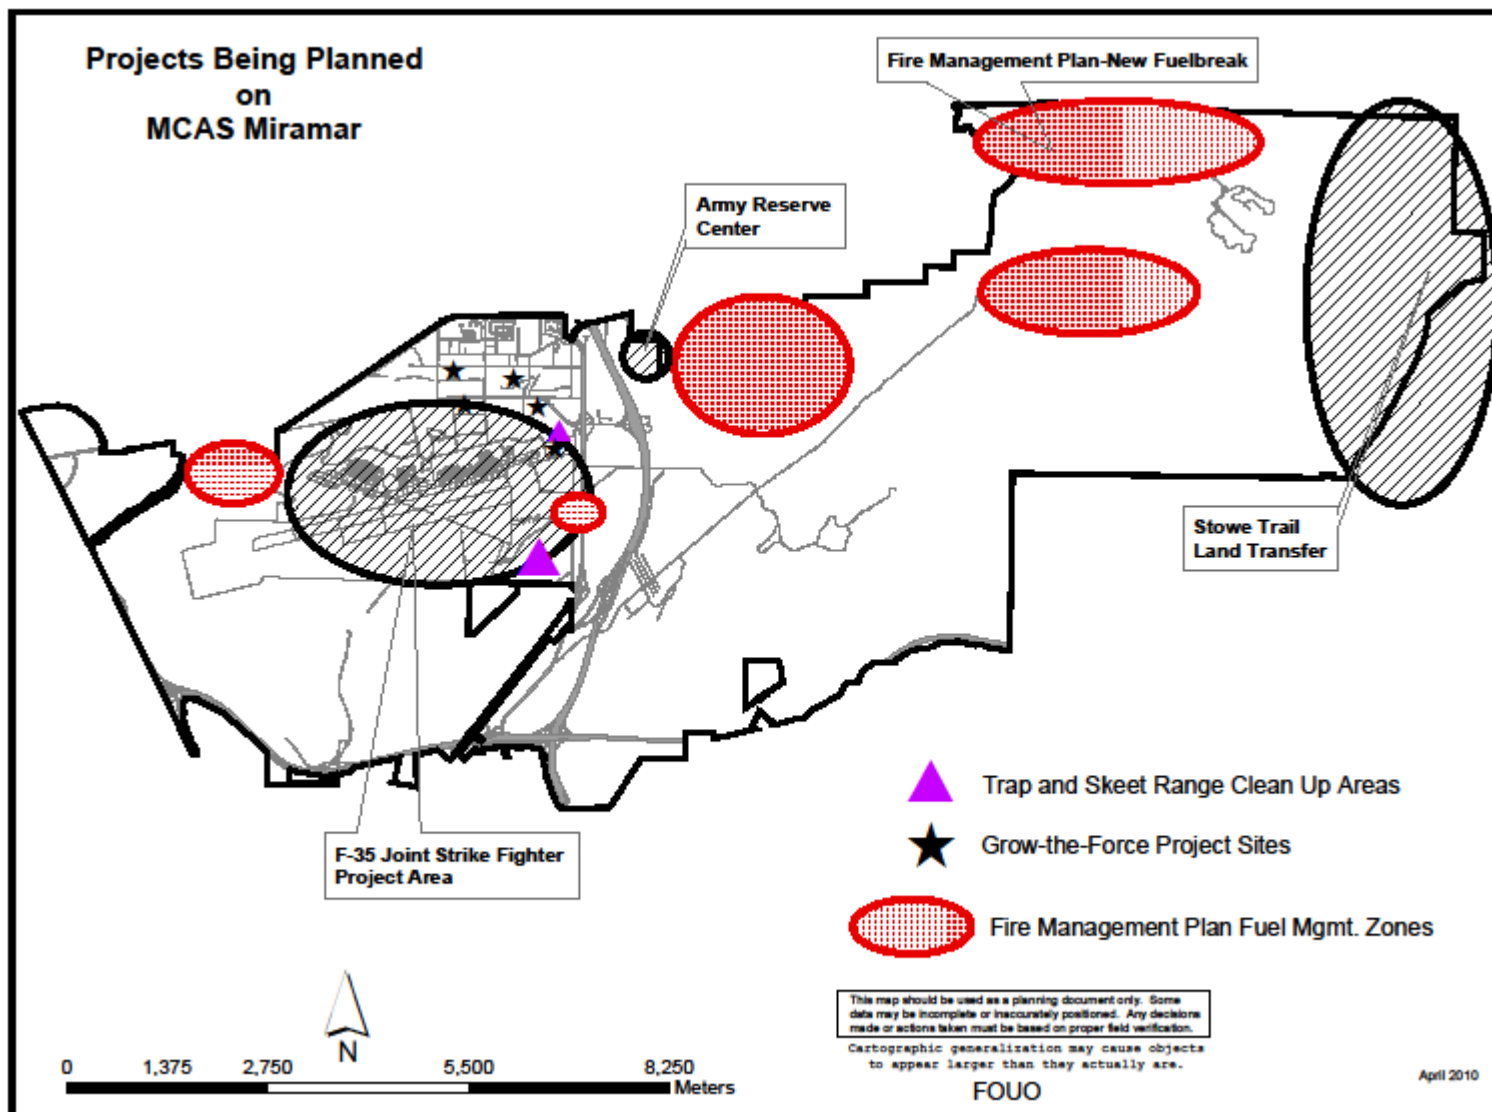 Projects Being Planned
on
MCAS Miramar
Fire Management Plan-New Fuelbreak
Army Reserve
Center
Stowe Trail
Land Transfer
F-35 Joint Strike Fighter
Project Area
Trap and Skeet Range Clean Up Areas
Grow-the-Force Project Sites
Fire Management Plan Fuel Mgmt. Zones
This map should be used as a planning document only. Some
data may be incomplete or inaccurately positioned. Any decisions
made or actions taken must be based on proper field verification.
Cartographic generalization may cause objects
to appear larger than they actually are.
FOUO
April 2010
N
0 1,375 2,750 5,500 8,250
Meters